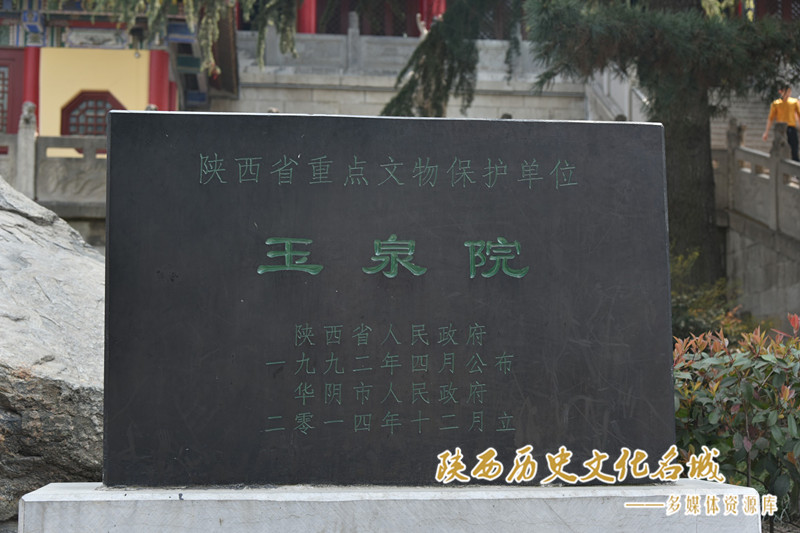 陕西省重点文物保护单位
玉泉院
陕西省人民政府
一九九二年四月公布
华阴市人民政府
二零一四年十二月立
陕西历史文化名城
——多媒体资源库